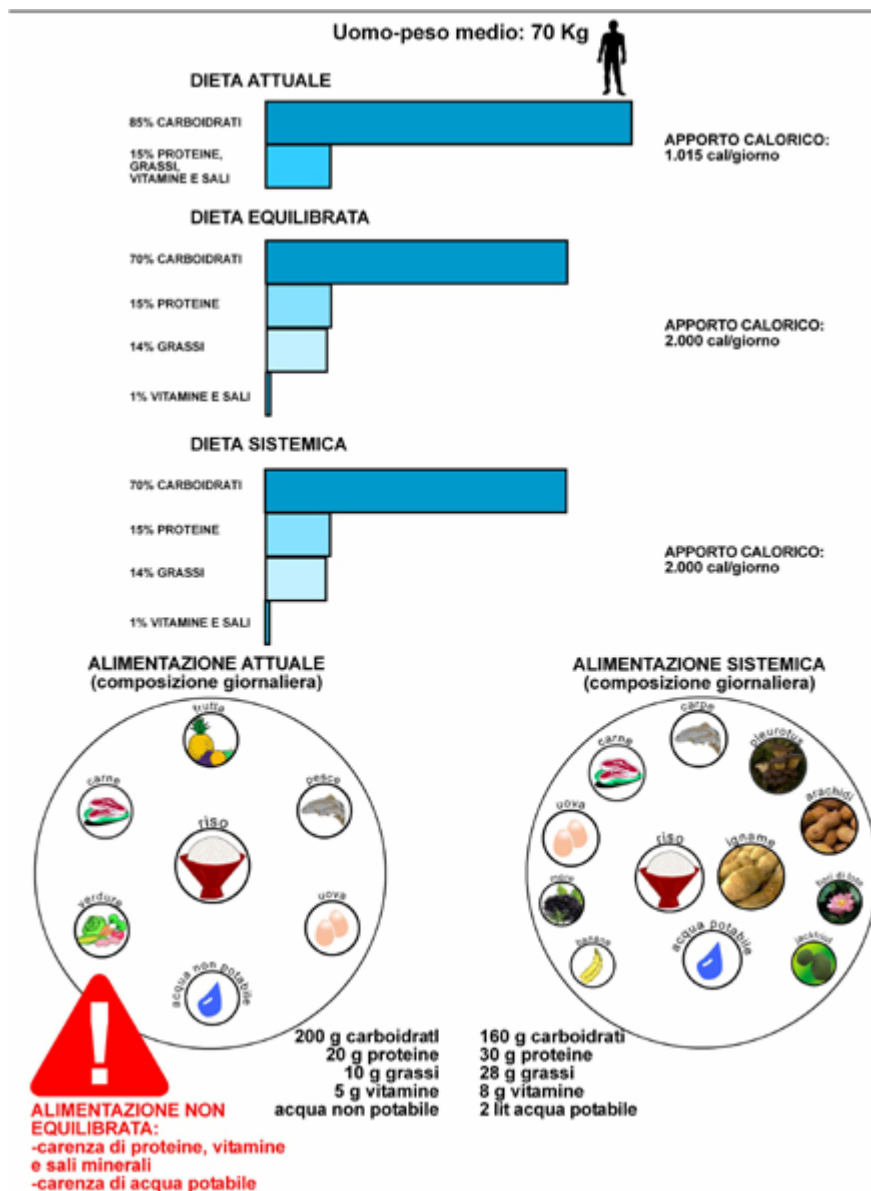 Uomo-peso medio: 70 Kg
DIETA ATTUALE
85% CARBOIDRATI
15% PROTEINE,
GRASSI,
VITAMINE E SALI
APPORTO CALORICO:
1.015 cal/giorno
DIETA EQUILIBRATA
70% CARBOIDRATI
15% PROTEINE
14% GRASSI
1% VITAMINE E SALI
APPORTO CALORICO:
2.000 cal/giorno
DIETA SISTEMICA
70% CARBOIDRATI
15% PROTEINE
14% GRASSI
1% VITAMINE E SALI
APPORTO CALORICO:
2.000 cal/giorno
ALIMENTAZIONE ATTUALE
(composizione giornaliera)
frutta
carne
pesce
riso
verdure
uova
acqua non potabile
200 g carboidrati
20 g proteine
10 g grassi
5 g vitamine
acqua non potabile
ALIMENTAZIONE NON
EQUILIBRATA:
-carenza di proteine, vitamine
e sali minerali
-carenza di acqua potabile
ALIMENTAZIONE SISTEMICA
(composizione giornaliera)
carpe
carne
pleurotus
uova
arachidi
riso
igname
more
fiori di loto
acqua potabile
banane
jackfruit
160 g carboidrati
30 g proteine
28 g grassi
8 g vitamine
2 lit acqua potabile